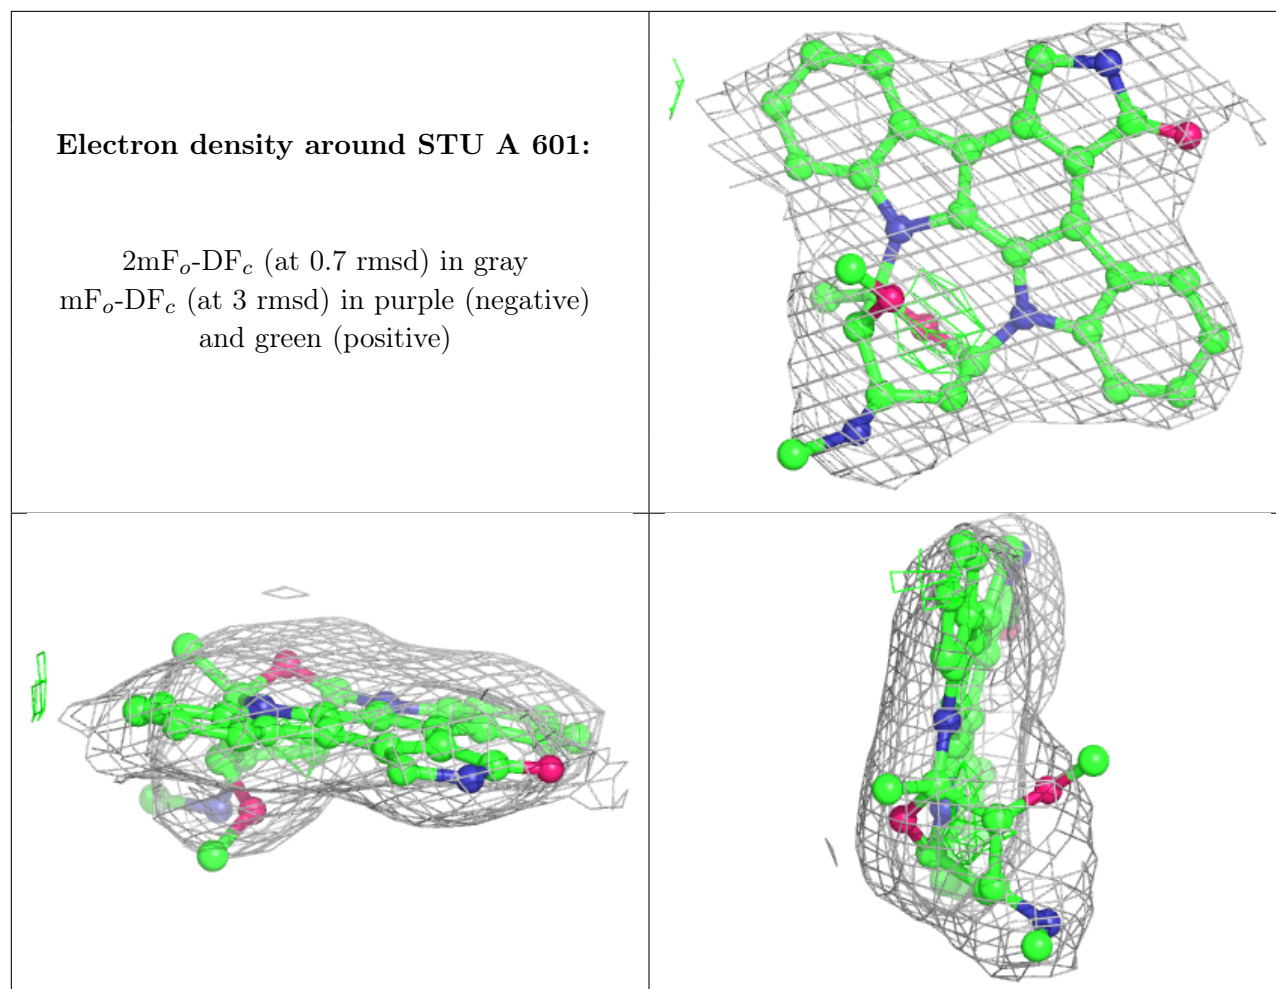 Electron density around STU A 601:
2mFₒ-DF𝒸 (at 0.7 rmsd) in gray
mFₒ-DF𝒸 (at 3 rmsd) in purple (negative)
and green (positive)